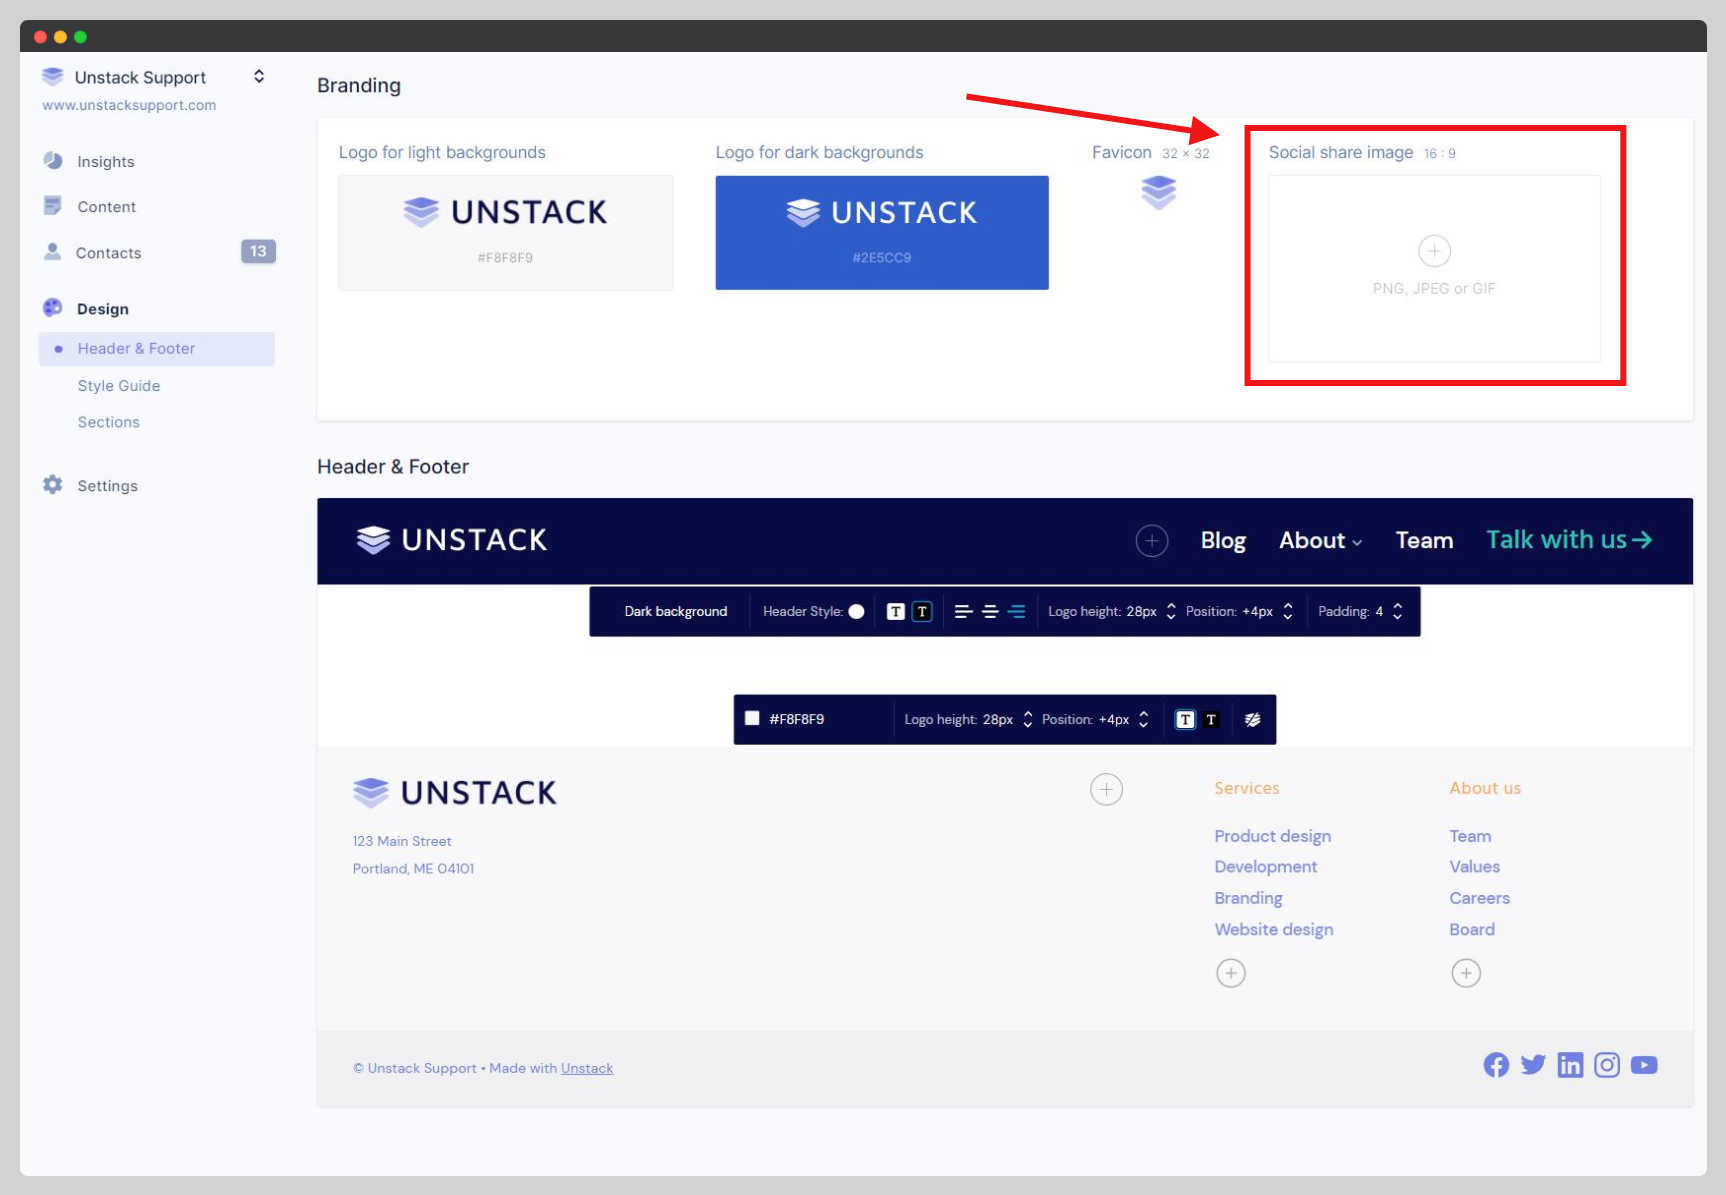 Unstack Support
www.unstacksupport.com
Insights
Content
Contacts 13
Design
Header & Footer
Style Guide
Sections
Settings
Branding
Logo for light backgrounds
UNSTACK
#F8F8F9
Logo for dark backgrounds
UNSTACK
#2E5CC9
Favicon 32 × 32
Social share image 16 : 9
PNG, JPEG or GIF
Header & Footer
UNSTACK Blog About Team Talk with us
Dark background Header Style: T T Logo height: 28px Position: +4px Padding: 4
#F8F8F9 Logo height: 28px Position: +4px T T
UNSTACK
123 Main Street
Portland, ME 04101
Services
Product design
Development
Branding
Website design
About us
Team
Values
Careers
Board
© Unstack Support • Made with Unstack